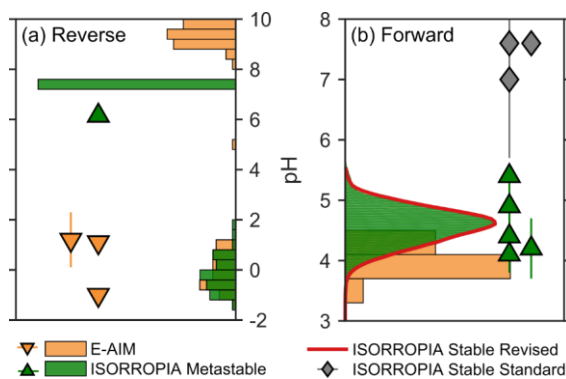 (a) Reverse
(b) Forward
10
8
6
4
2
0
-2
pH
8
7
6
5
4
3
E-AIM
ISORROPIA Metastable
ISORROPIA Stable Revised
ISORROPIA Stable Standard